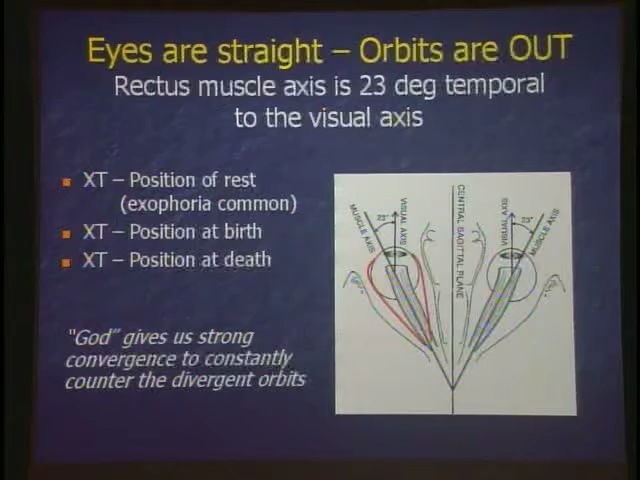 Eyes are straight – Orbits are OUT
Rectus muscle axis is 23 deg temporal
to the visual axis
XT – Position of rest
(exophoria common)
XT – Position at birth
XT – Position at death
"God" gives us strong
convergence to constantly
counter the divergent orbits
MUSCLE AXIS
VISUAL AXIS
CENTRAL SAGITTAL PLANE
VISUAL AXIS
MUSCLE AXIS